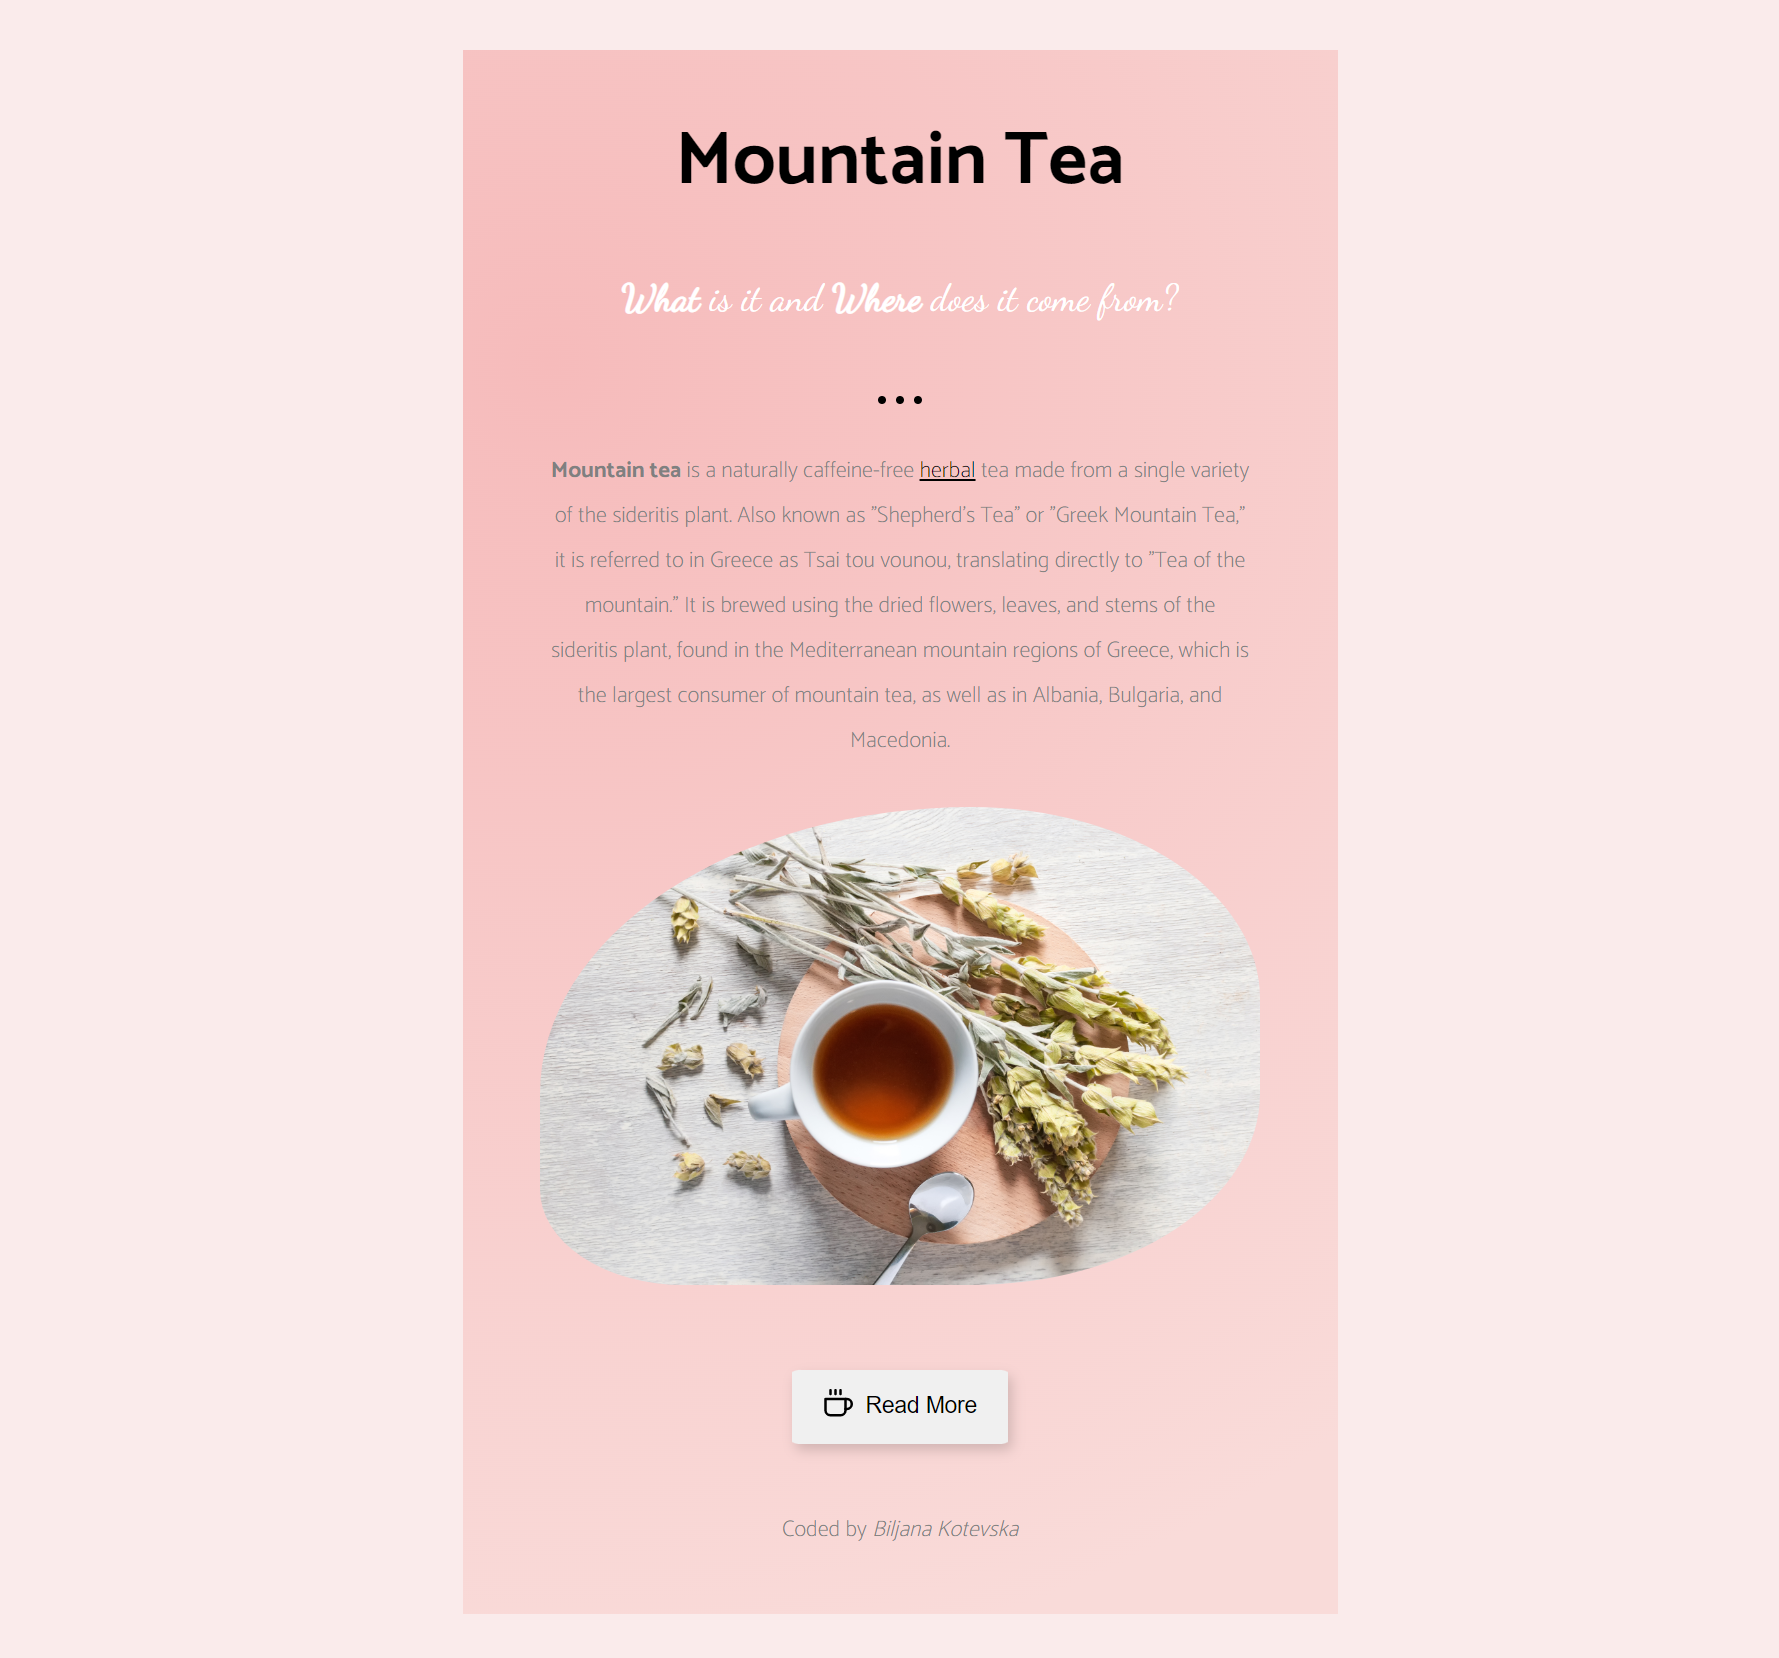 Mountain Tea
What is it and Where does it come from?
Mountain tea is a naturally caffeine-free herbal tea made from a single variety
of the sideritis plant. Also known as "Shepherd's Tea" or "Greek Mountain Tea,"
it is referred to in Greece as Tsai tou vounou, translating directly to "Tea of the
mountain." It is brewed using the dried flowers, leaves, and stems of the
sideritis plant, found in the Mediterranean mountain regions of Greece, which is
the largest consumer of mountain tea, as well as in Albania, Bulgaria, and
Macedonia.
Read More
Coded by Biljana Kotevska